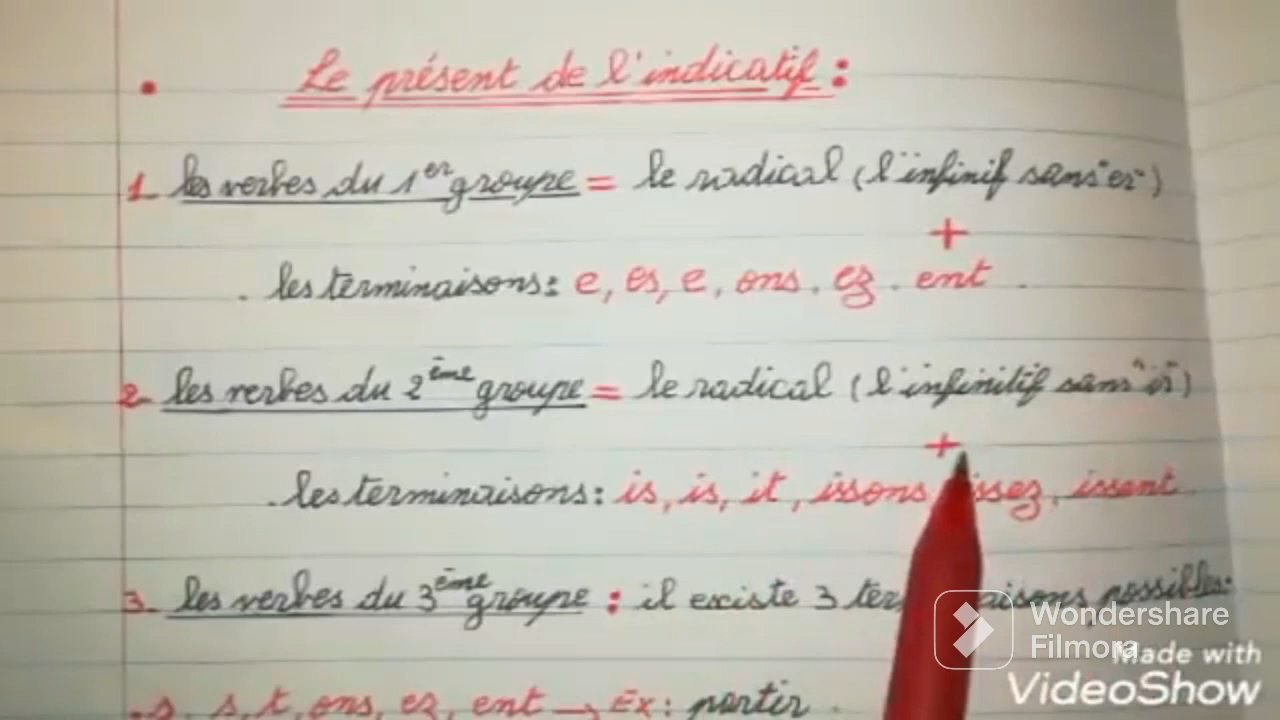 Le présent de l'indicatif :
1 les verbes du 1er groupe = le radical (l'infinif sans "er")
+
. les terminaisons : e, es, e, ons. ez. ent .
2 les verbes du 2ème groupe = le radical (l'infinitif sans "ir")
+
. les terminaisons : is, is, it, issons issez, issent
3. les verbes du 3ème groupe : il existe 3 possibles :
. s, s, t, ons, ez, ent → Ex : partir
Wondershare
Filmora
Made with
VideoShow